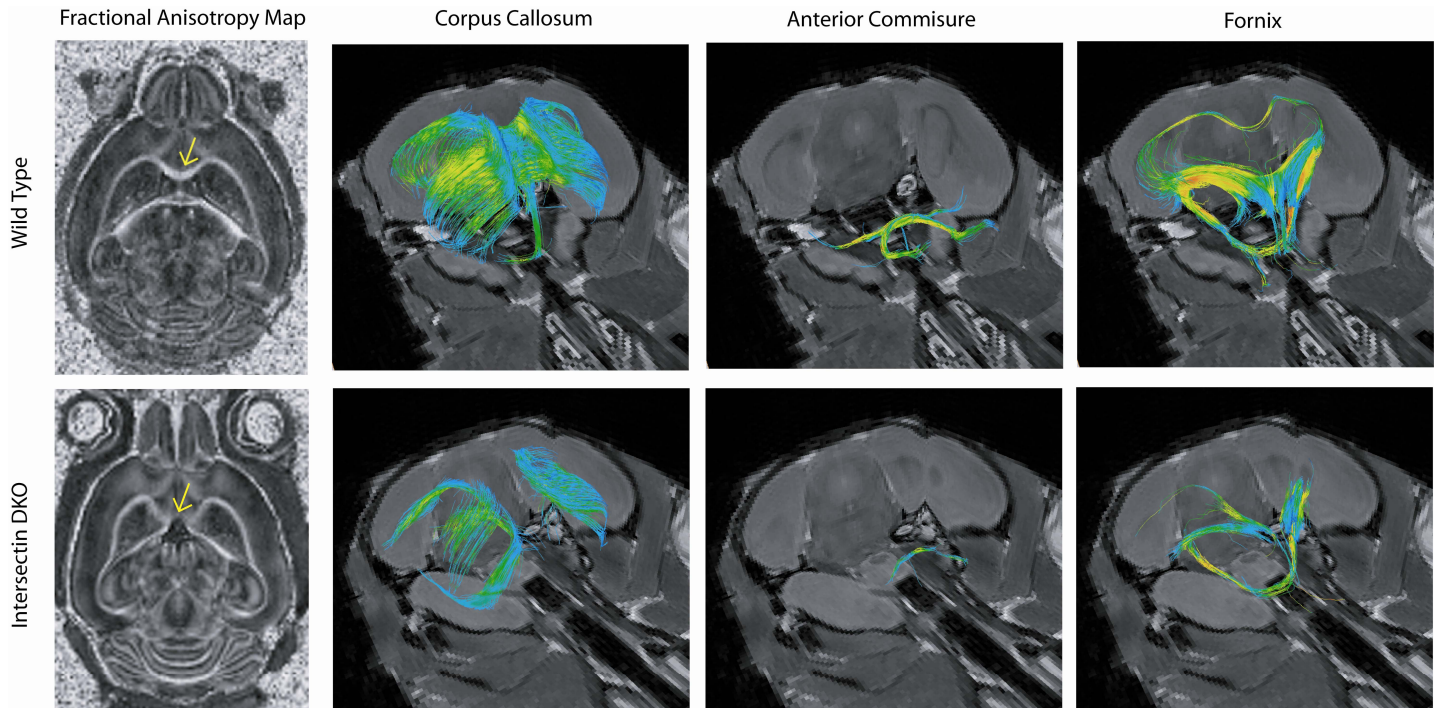 Fractional Anisotropy Map
Corpus Callosum
Anterior Commisure
Fornix
Wild Type
Intersectin DKO